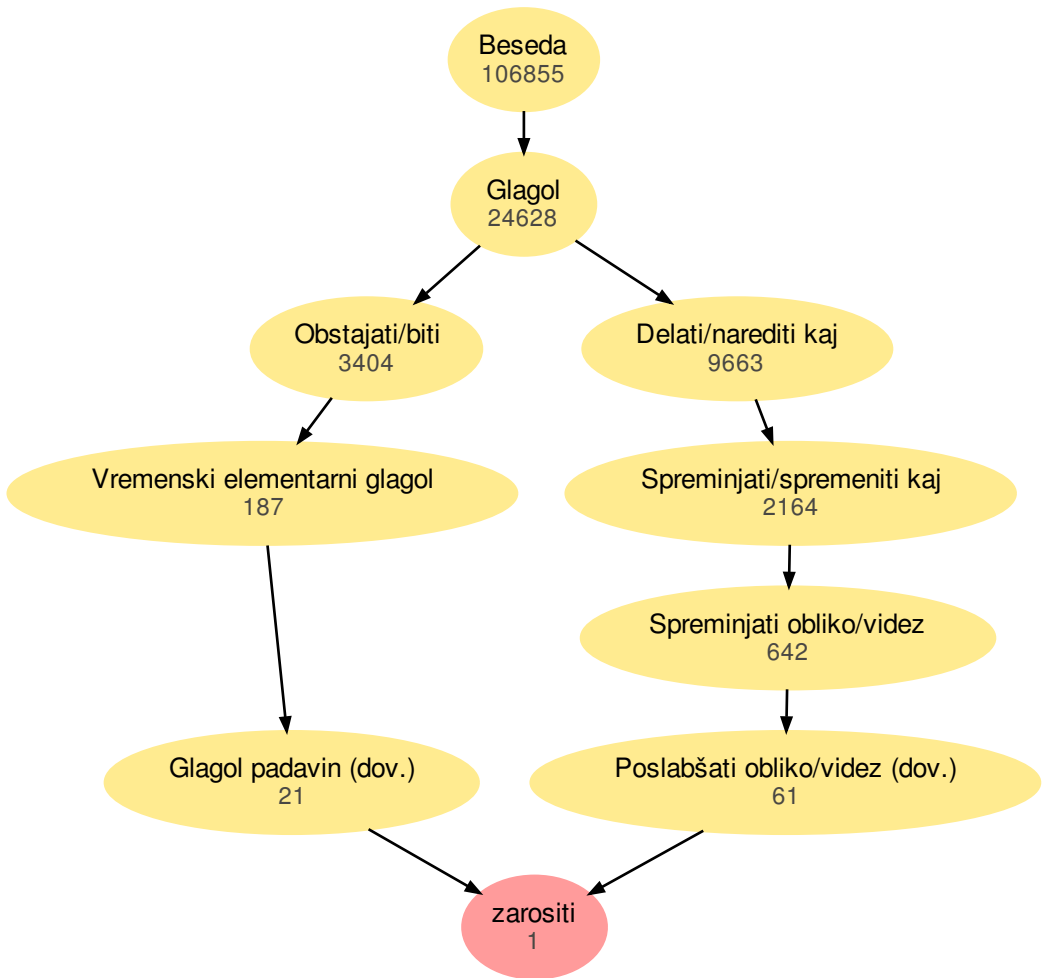 Beseda
106855
Glagol
24628
Obstajati/biti
3404
Delati/narediti kaj
9663
Vremenski elementarni glagol
187
Spreminjati/spremeniti kaj
2164
Spreminjati obliko/videz
642
Glagol padavin (dov.)
21
Poslabšati obliko/videz (dov.)
61
zarositi
1